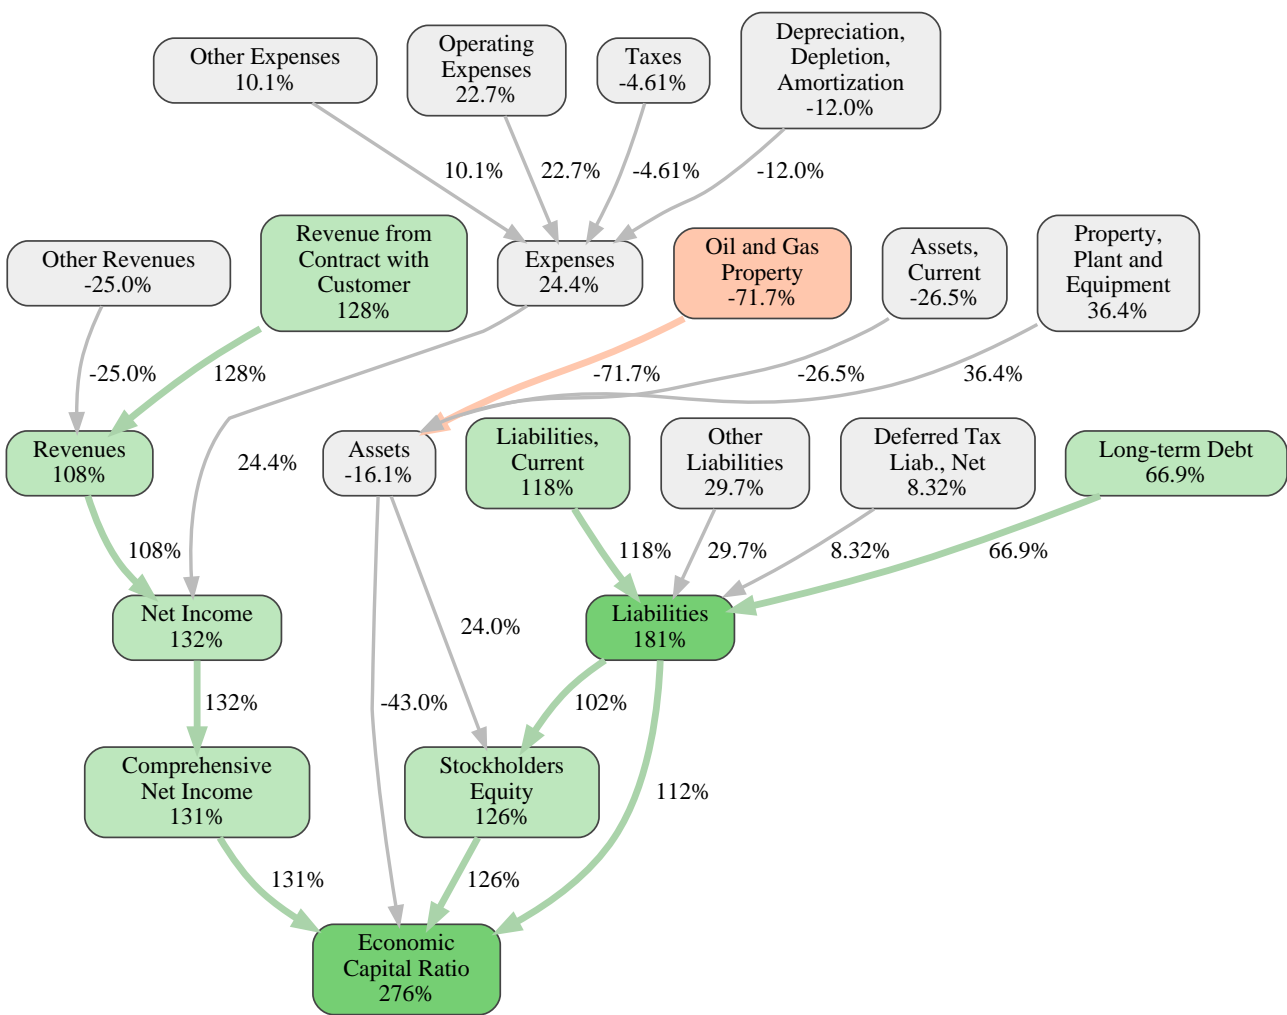 Other Expenses
10.1%
Operating
Expenses
22.7%
Taxes
-4.61%
Depreciation,
Depletion,
Amortization
-12.0%
10.1%
22.7%
-4.61%
-12.0%
Other Revenues
-25.0%
Revenue from
Contract with
Customer
128%
Expenses
24.4%
Oil and Gas
Property
-71.7%
Assets,
Current
-26.5%
Property,
Plant and
Equipment
36.4%
-25.0%
128%
-71.7%
-26.5%
36.4%
Revenues
108%
24.4%
Assets
-16.1%
Liabilities,
Current
118%
Other
Liabilities
29.7%
Deferred Tax
Liab., Net
8.32%
Long-term Debt
66.9%
108%
118%
29.7%
8.32%
66.9%
Net Income
132%
24.0%
Liabilities
181%
132%
-43.0%
102%
Comprehensive
Net Income
131%
Stockholders
Equity
126%
112%
131%
126%
Economic
Capital Ratio
276%